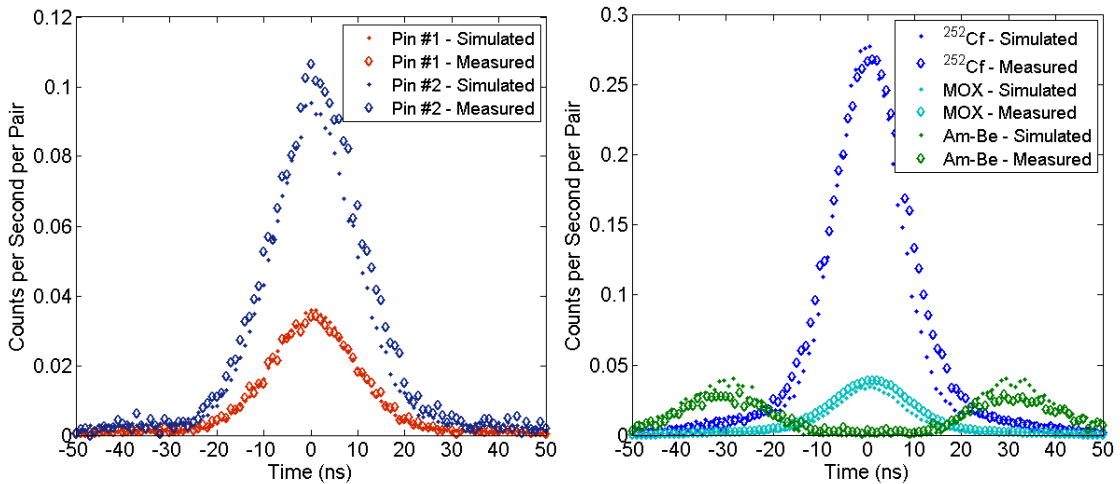 0.12
0.1
0.08
0.06
0.04
0.02
0
Counts per Second per Pair
Pin #1 - Simulated
Pin #1 - Measured
Pin #2 - Simulated
Pin #2 - Measured
-50 -40 -30 -20 -10 0 10 20 30 40 50
Time (ns)
0.3
0.25
0.2
0.15
0.1
0.05
0
Counts per Second per Pair
252Cf - Simulated
252Cf - Measured
MOX - Simulated
MOX - Measured
Am-Be - Simulated
Am-Be - Measured
-50 -40 -30 -20 -10 0 10 20 30 40 50
Time (ns)